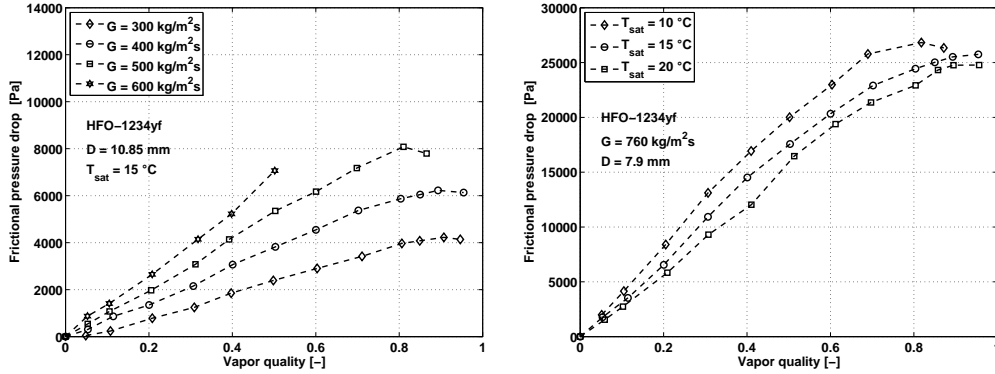 14000
12000
10000
8000
6000
4000
2000
0
0
0.2
0.4
0.6
0.8
1
Frictional pressure drop [Pa]
Vapor quality [−]
G = 300 kg/m²s
G = 400 kg/m²s
G = 500 kg/m²s
G = 600 kg/m²s
HFO−1234yf
D = 10.85 mm
T_sat = 15 °C
30000
25000
20000
15000
10000
5000
0
0
0.2
0.4
0.6
0.8
1
Frictional pressure drop [Pa]
Vapor quality [−]
T_sat = 10 °C
T_sat = 15 °C
T_sat = 20 °C
HFO−1234yf
G = 760 kg/m²s
D = 7.9 mm